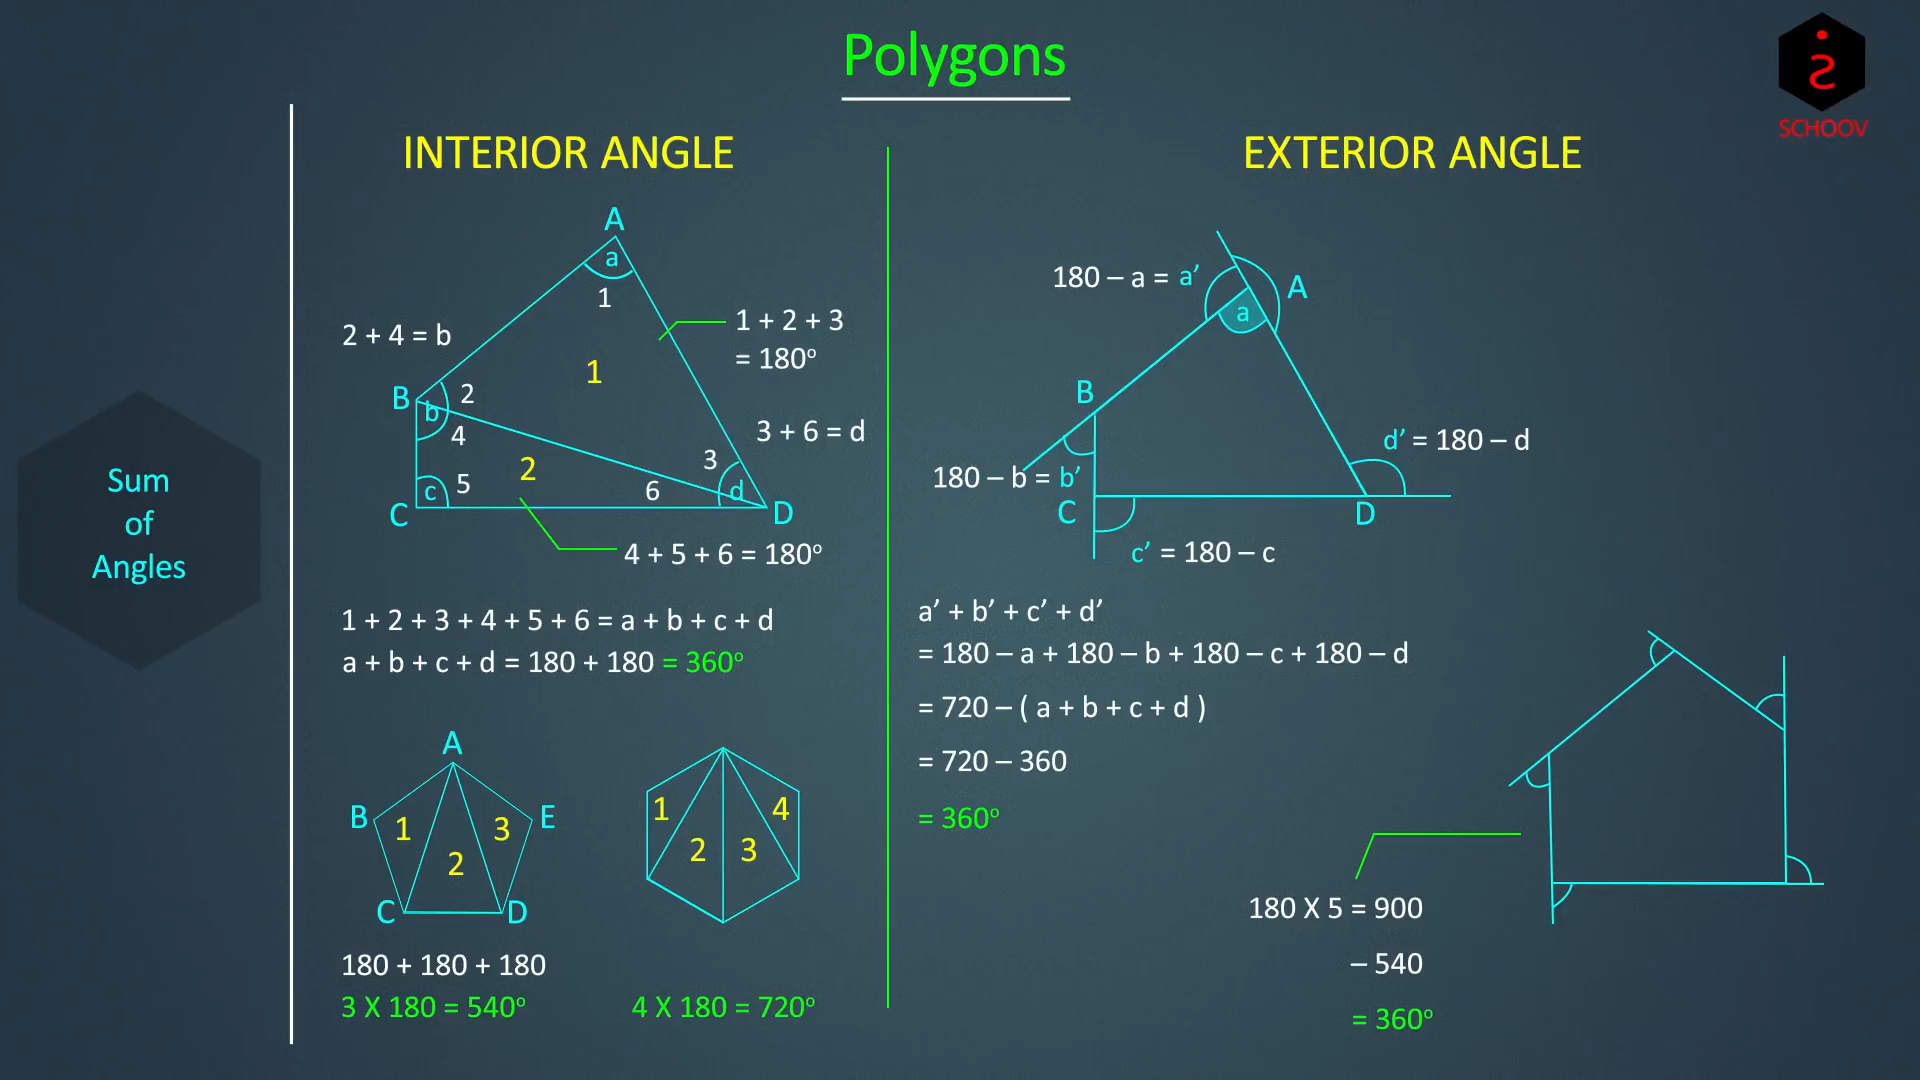 Polygons
SCHOOV
Sum
of
Angles
INTERIOR ANGLE
A
a
1
2 + 4 = b
1 + 2 + 3
= 180°
1
B
b
2
4
3 + 6 = d
3
2
c
5
6
d
C
D
4 + 5 + 6 = 180°
1 + 2 + 3 + 4 + 5 + 6 = a + b + c + d
a + b + c + d = 180 + 180 = 360°
A
B
1
3
E
2
C
D
180 + 180 + 180
3 X 180 = 540°
1
4
2
3
4 X 180 = 720°
EXTERIOR ANGLE
180 – a = a’
A
a
B
d’ = 180 – d
180 – b = b’
C
D
c’ = 180 – c
a’ + b’ + c’ + d’
= 180 – a + 180 – b + 180 – c + 180 – d
= 720 – ( a + b + c + d )
= 720 – 360
= 360°
180 X 5 = 900
– 540
= 360°